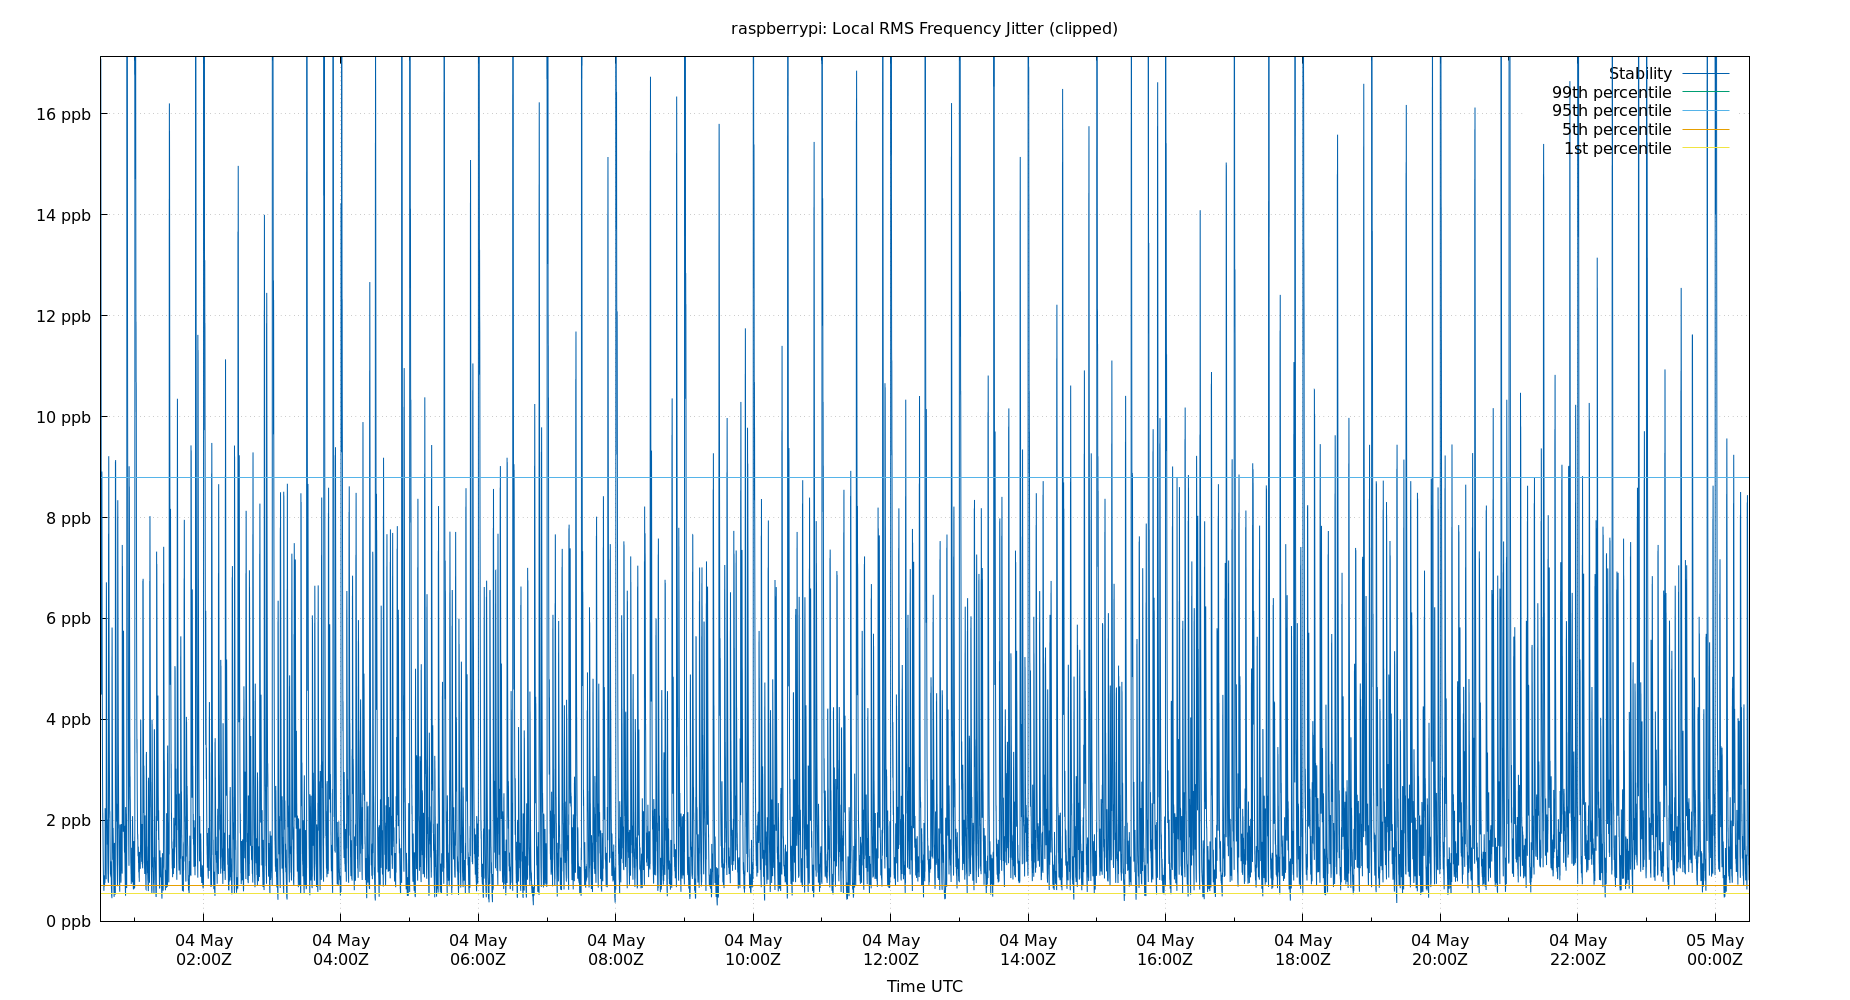 raspberrypi: Local RMS Frequency Jitter (clipped)
Stability
99th percentile
95th percentile
5th percentile
1st percentile
16 ppb
14 ppb
12 ppb
10 ppb
8 ppb
6 ppb
4 ppb
2 ppb
0 ppb
04 May 04 May 04 May 04 May 04 May 04 May 04 May 04 May 04 May 04 May 04 May 05 May
02:00Z 04:00Z 06:00Z 08:00Z 10:00Z 12:00Z 14:00Z 16:00Z 18:00Z 20:00Z 22:00Z 00:00Z
Time UTC